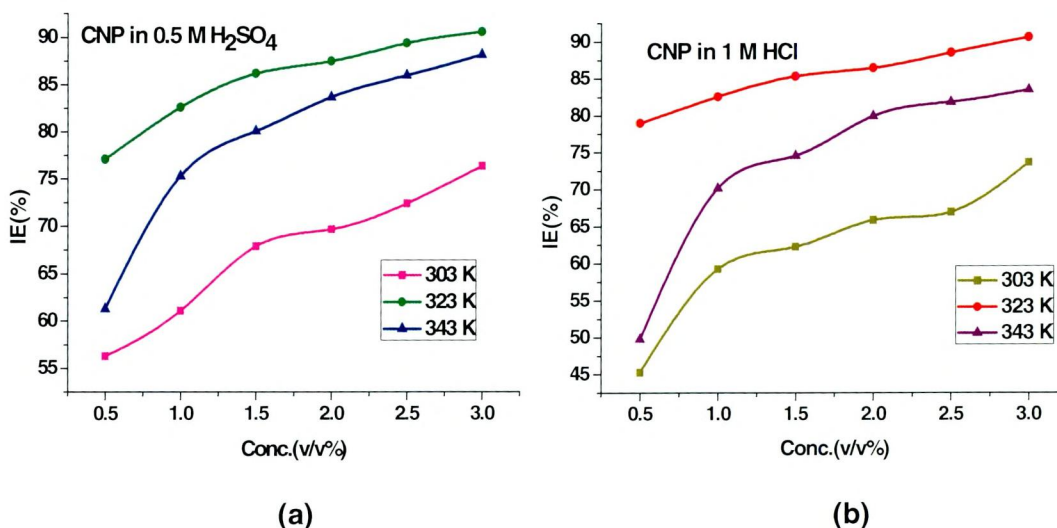 CNP in 0.5 M H₂SO₄
IE(%)
90
85
80
75
70
65
60
55
303 K
323 K
343 K
0.5 1.0 1.5 2.0 2.5 3.0
Conc.(v/v%)
(a)
CNP in 1 M HCl
IE(%)
90
85
80
75
70
65
60
55
50
45
303 K
323 K
343 K
0.5 1.0 1.5 2.0 2.5 3.0
Conc.(v/v%)
(b)